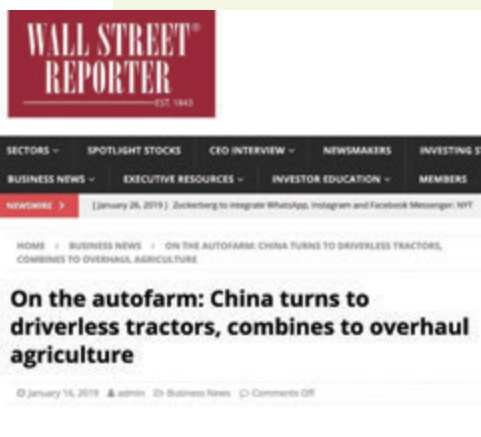 WALL STREET®
REPORTER
EST. 1843
SECTORS
SPOTLIGHT STOCKS
CEO INTERVIEW
NEWSMAKERS
INVESTING S
BUSINESS NEWS
EXECUTIVE RESOURCES
INVESTOR EDUCATION
MEMBERS
NEWSWIRE
[ January 26, 2019 ] Zuckerberg to integrate WhatsApp, Instagram and Facebook Messenger: NYT
HOME / BUSINESS NEWS / ON THE AUTOFARM: CHINA TURNS TO DRIVERLESS TRACTORS,
COMBINES TO OVERHAUL AGRICULTURE
On the autofarm: China turns to
driverless tractors, combines to overhaul
agriculture
January 16, 2019 admin Business News Comments Off